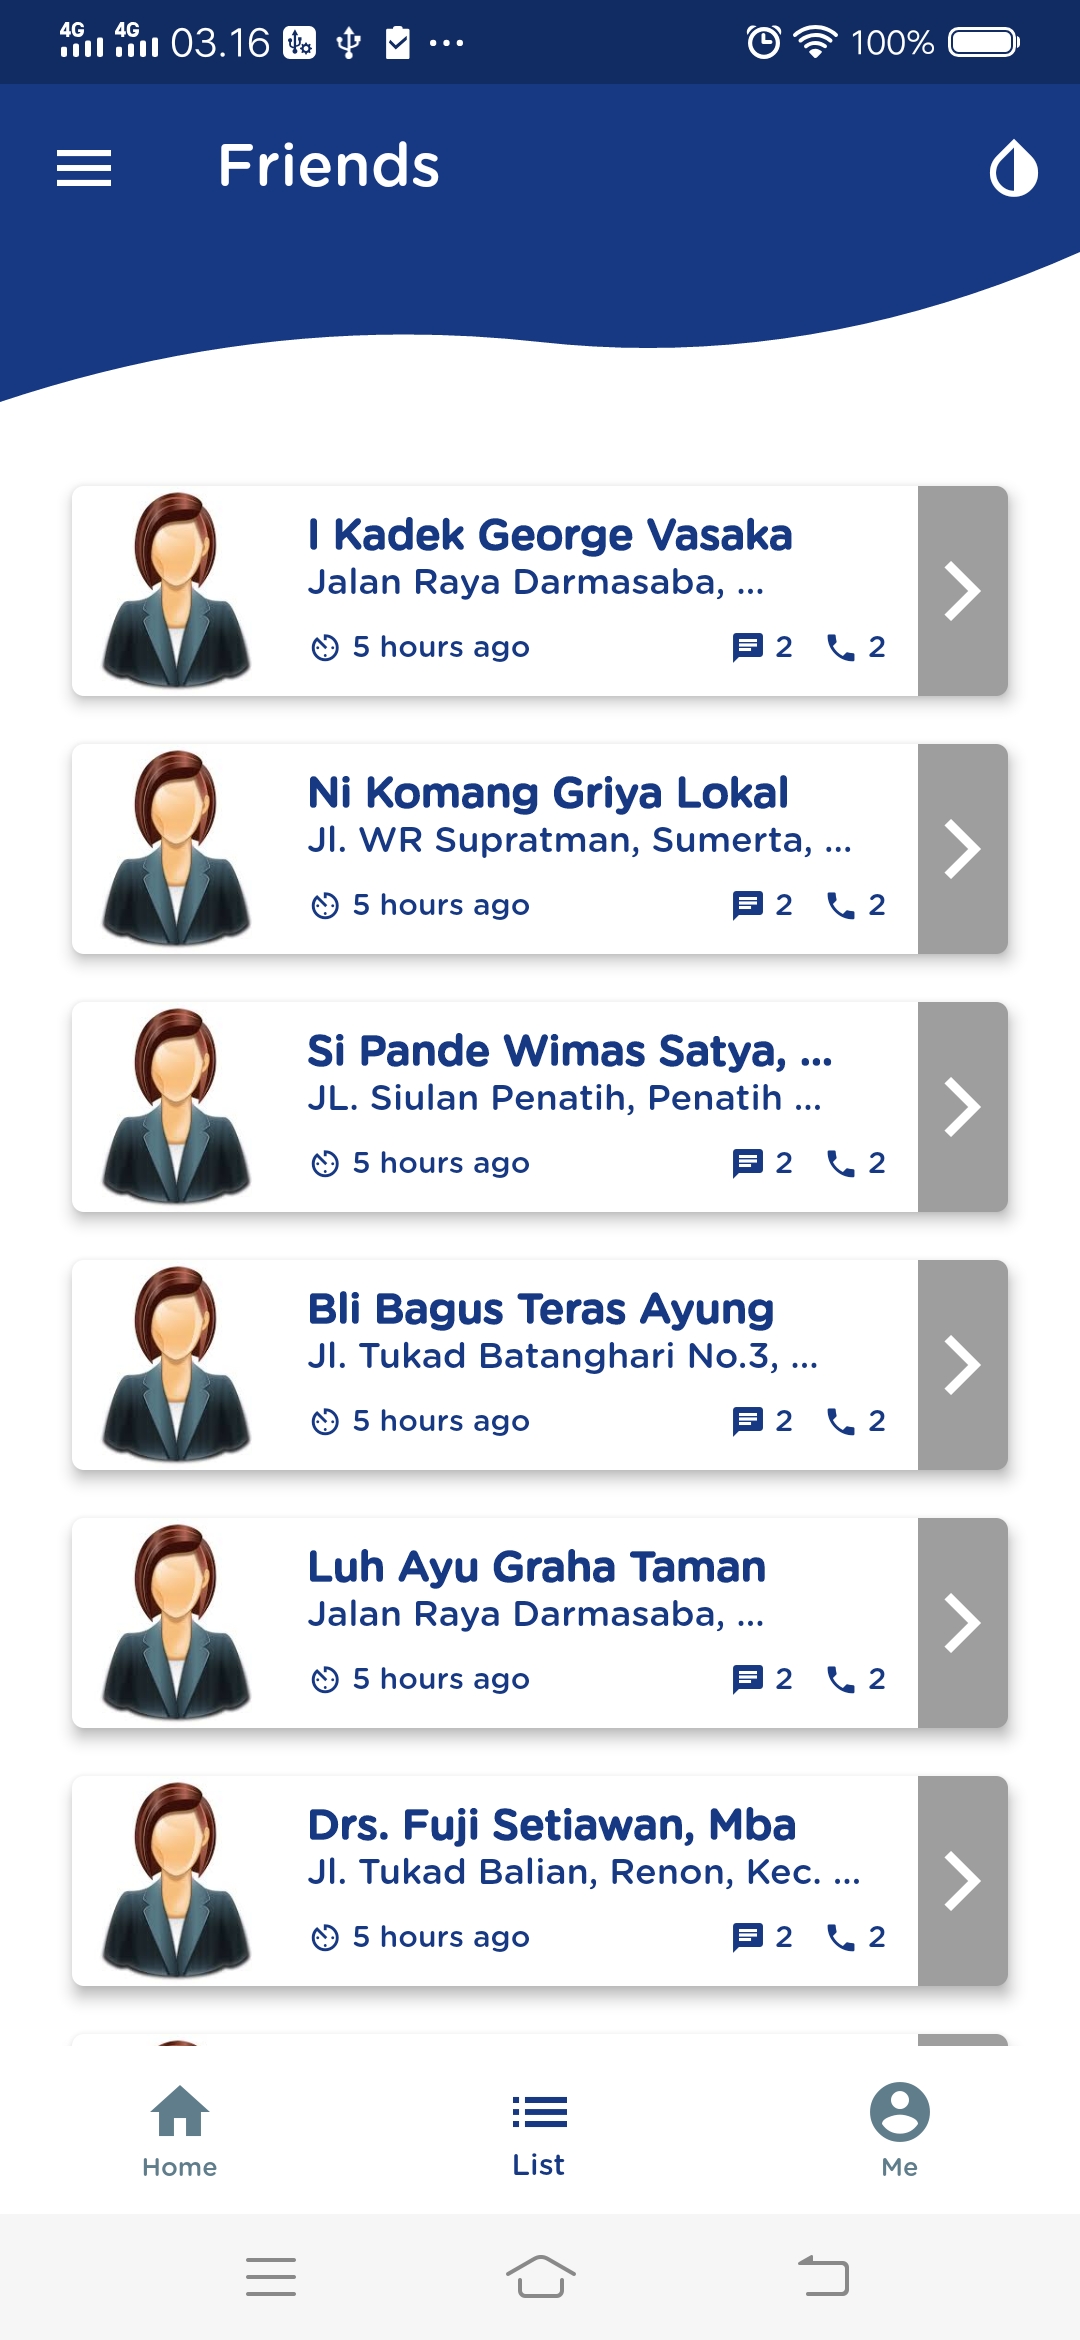 4G 4G 03.16 ... 100%
Friends
I Kadek George Vasaka
Jalan Raya Darmasaba, ...
5 hours ago 2 2
Ni Komang Griya Lokal
Jl. WR Supratman, Sumerta, ...
5 hours ago 2 2
Si Pande Wimas Satya, ...
JL. Siulan Penatih, Penatih ...
5 hours ago 2 2
Bli Bagus Teras Ayung
Jl. Tukad Batanghari No.3, ...
5 hours ago 2 2
Luh Ayu Graha Taman
Jalan Raya Darmasaba, ...
5 hours ago 2 2
Drs. Fuji Setiawan, Mba
Jl. Tukad Balian, Renon, Kec. ...
5 hours ago 2 2
Home List Me